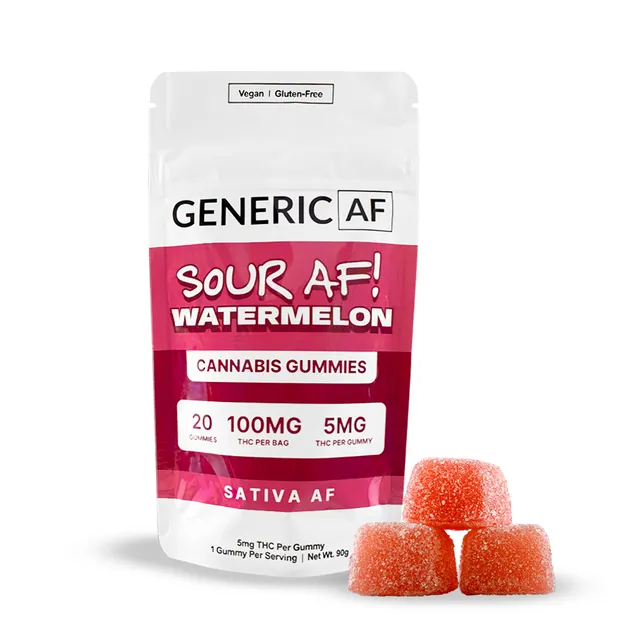 Vegan | Gluten-Free
GENERIC AF
SOUR AF!
WATERMELON
CANNABIS GUMMIES
20 100MG 5MG
GUMMIES THC PER BAG THC PER GUMMY
SATIVA AF
5mg THC Per Gummy
1 Gummy Per Serving | Net Wt. 90g